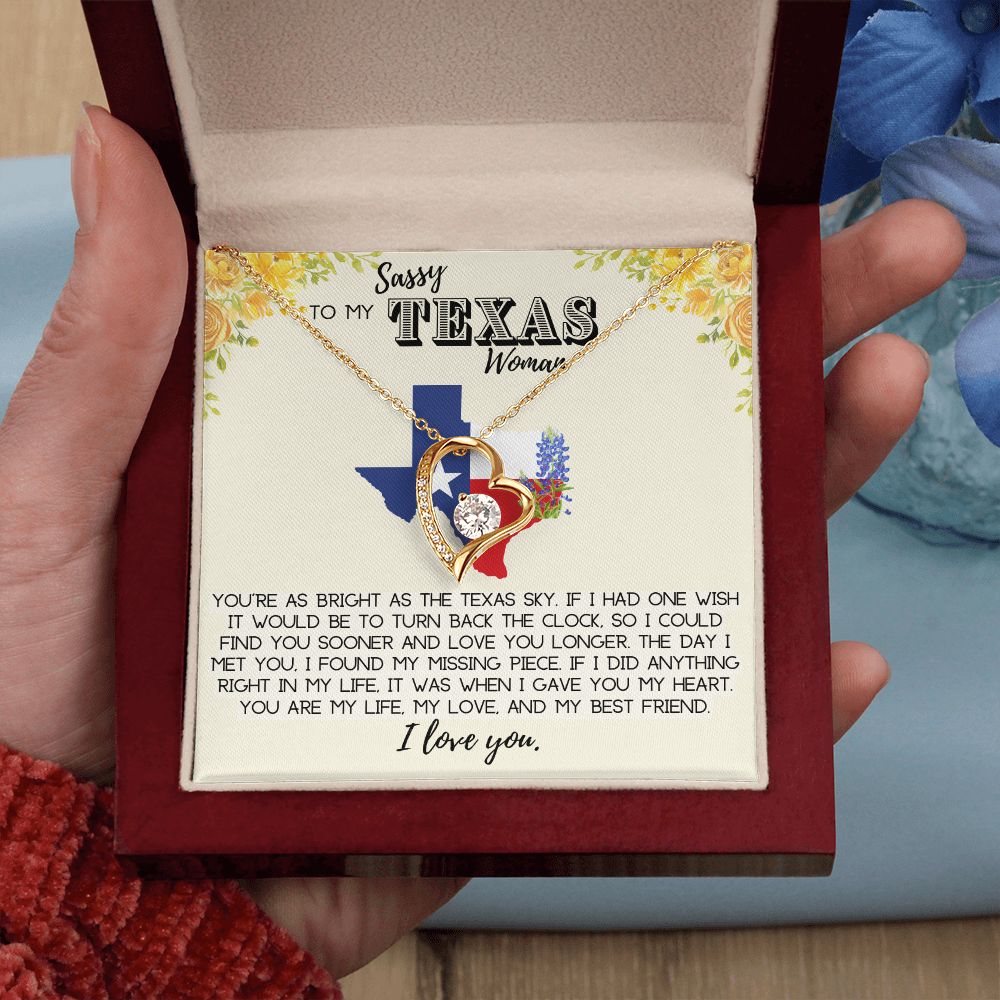 Sassy
TO MY TEXAS
Woman
YOU'RE AS BRIGHT AS THE TEXAS SKY. IF I HAD ONE WISH
IT WOULD BE TO TURN BACK THE CLOCK, SO I COULD
FIND YOU SOONER AND LOVE YOU LONGER. THE DAY I
MET YOU, I FOUND MY MISSING PIECE. IF I DID ANYTHING
RIGHT IN MY LIFE, IT WAS WHEN I GAVE YOU MY HEART.
YOU ARE MY LIFE, MY LOVE, AND MY BEST FRIEND.
I love you.